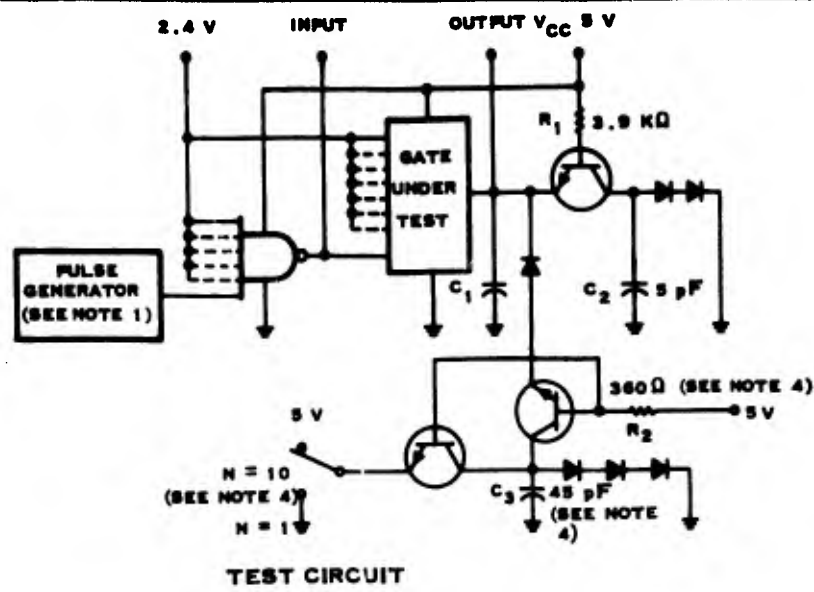 2.4 V
INPUT
OUTPUT VCC 5 V
R1
3.9 KΩ
GATE
UNDER
TEST
PULSE
GENERATOR
(SEE NOTE 1)
C1
C2
5 pF
360Ω (SEE NOTE 4)
5 V
R2
5 V
N = 10
(SEE NOTE 4)
N = 1
C3
45 pF
(SEE NOTE
4)
TEST CIRCUIT